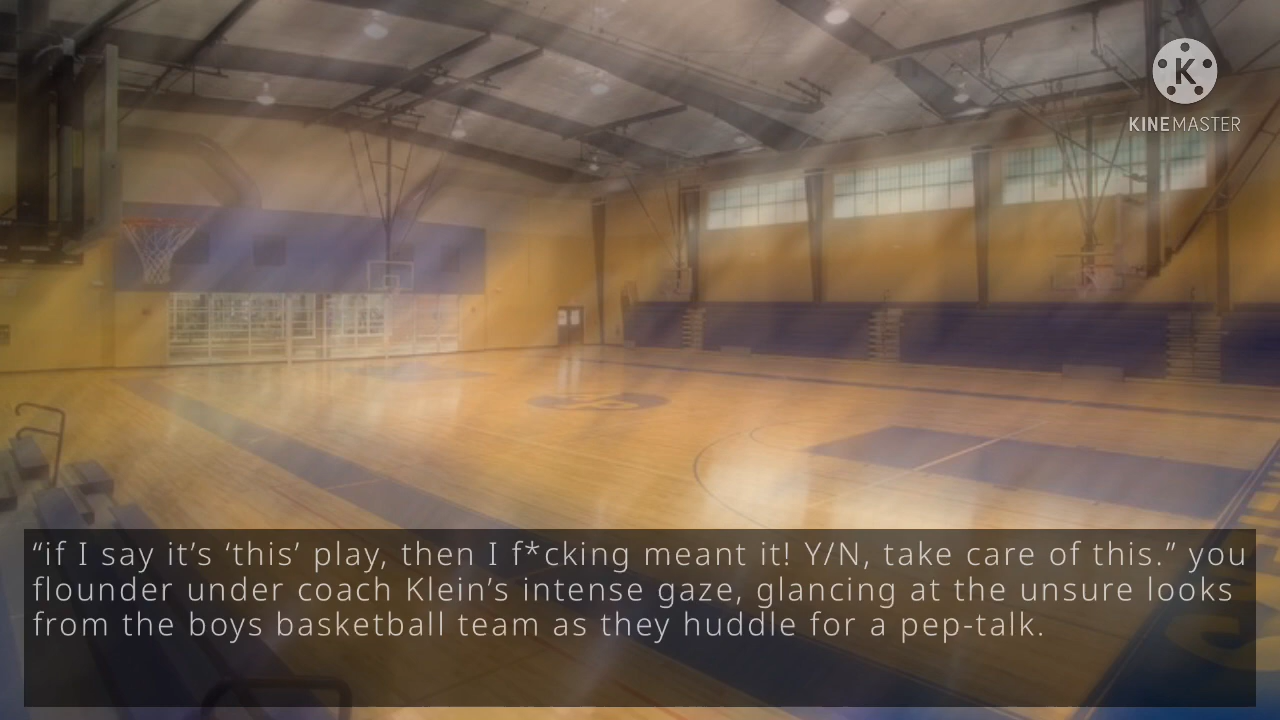 K
KINEMASTER
“if I say it’s ‘this’ play, then I f*cking meant it! Y/N, take care of this.” you
flounder under coach Klein’s intense gaze, glancing at the unsure looks
from the boys basketball team as they huddle for a pep-talk.